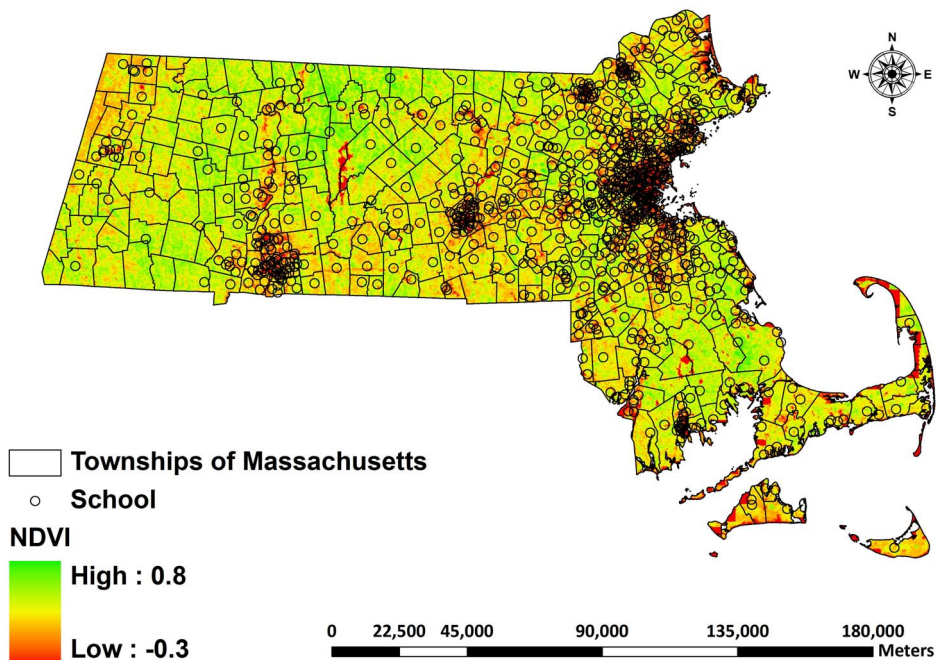 N
W E
S
Townships of Massachusetts
School
NDVI
High : 0.8
Low : -0.3
0 22,500 45,000 90,000 135,000 180,000
Meters